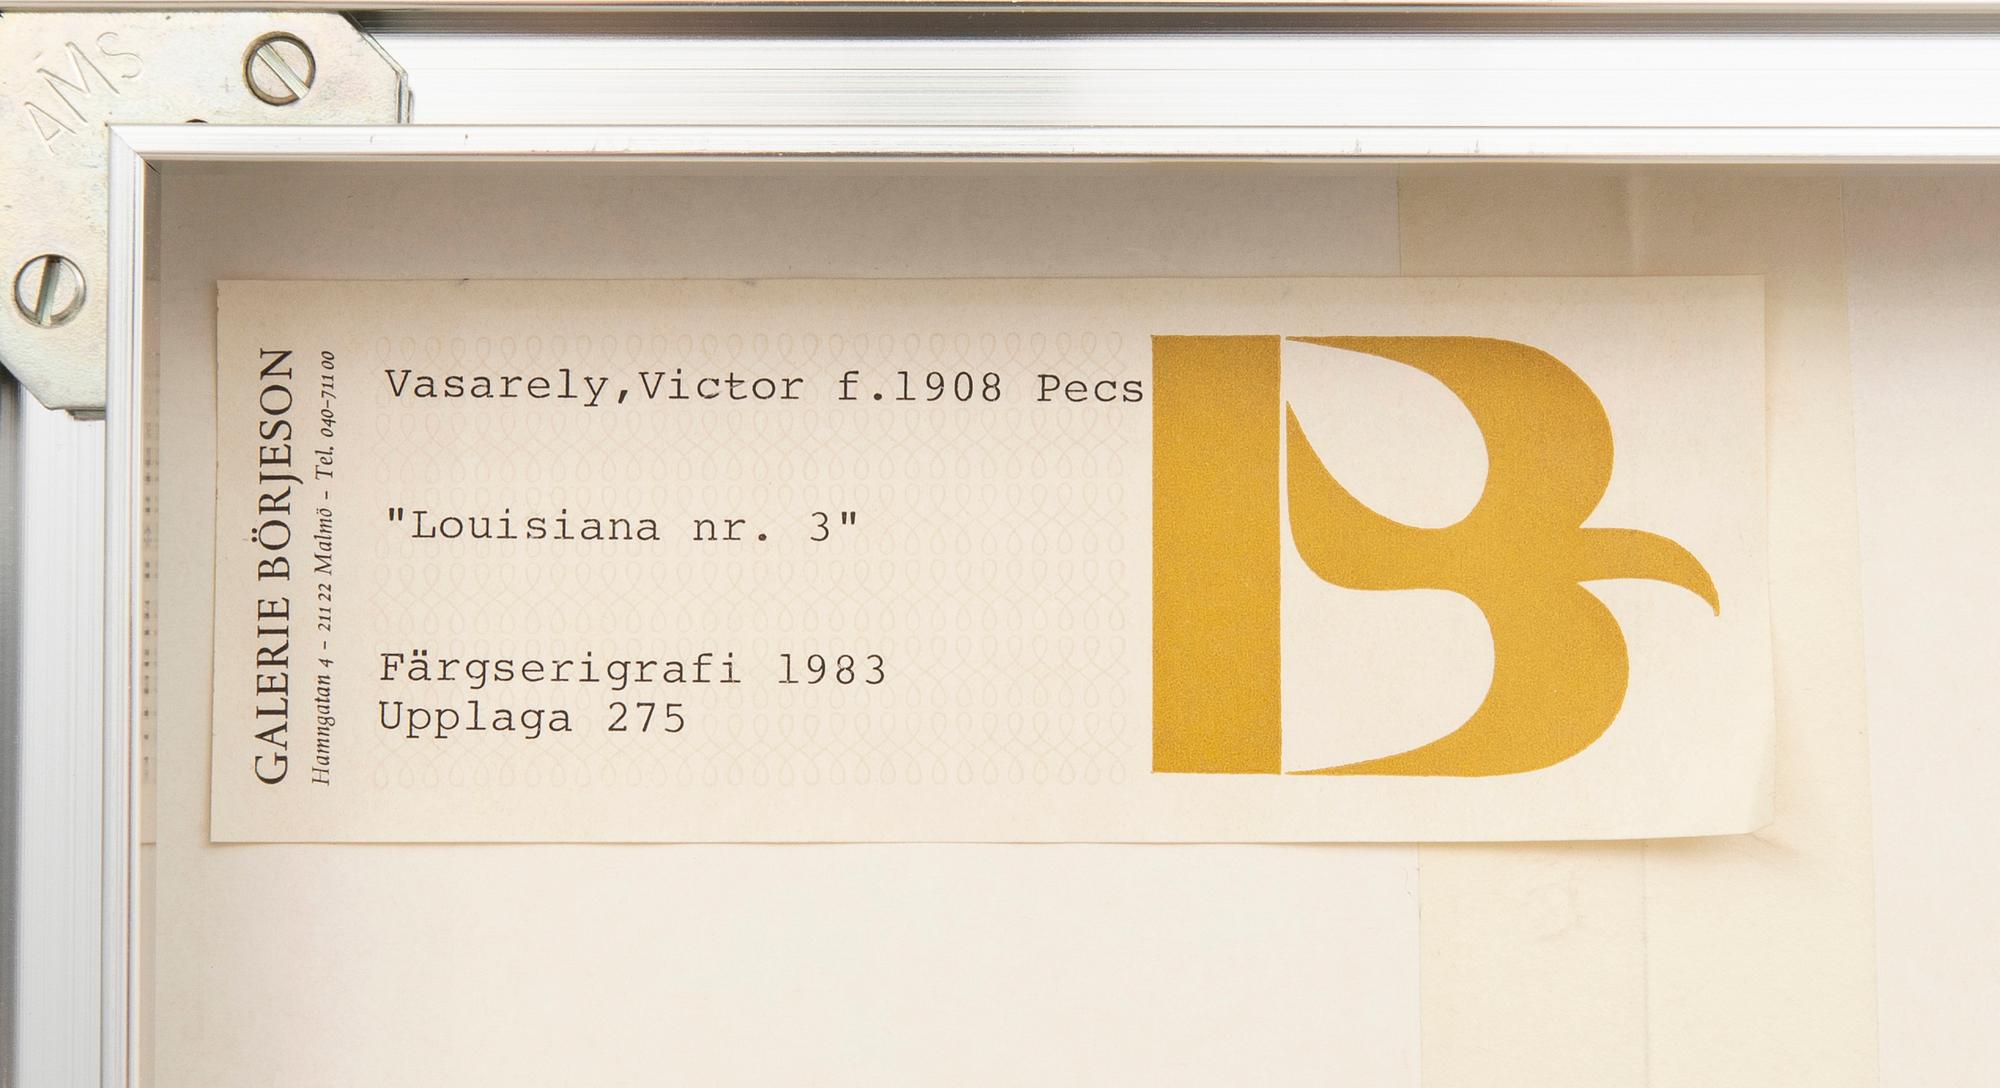 AMS
GALERIE BÖRJESON
Hamngatan 4 – 211 22 Malmö – Tel. 040-711 00
Vasarely,Victor f.1908 Pecs
"Louisiana nr. 3"
Färgserigrafi 1983
Upplaga 275
B